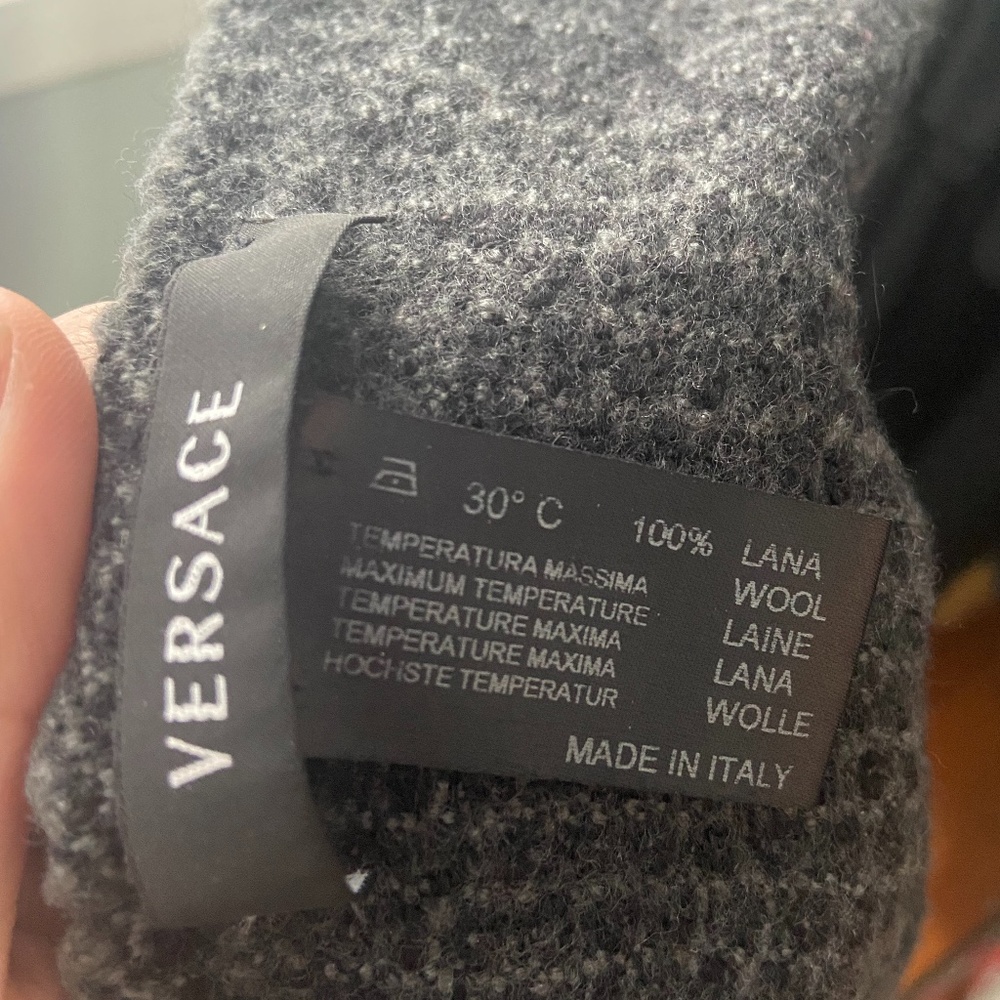 VERSACE
30° C
100% LANA
WOOL
LAINE
LANA
WOLLE
TEMPERATURA MASSIMA
MAXIMUM TEMPERATURE
TEMPERATURE MAXIMA
TEMPERATURE MAXIMA
HOCHSTE TEMPERATUR
MADE IN ITALY